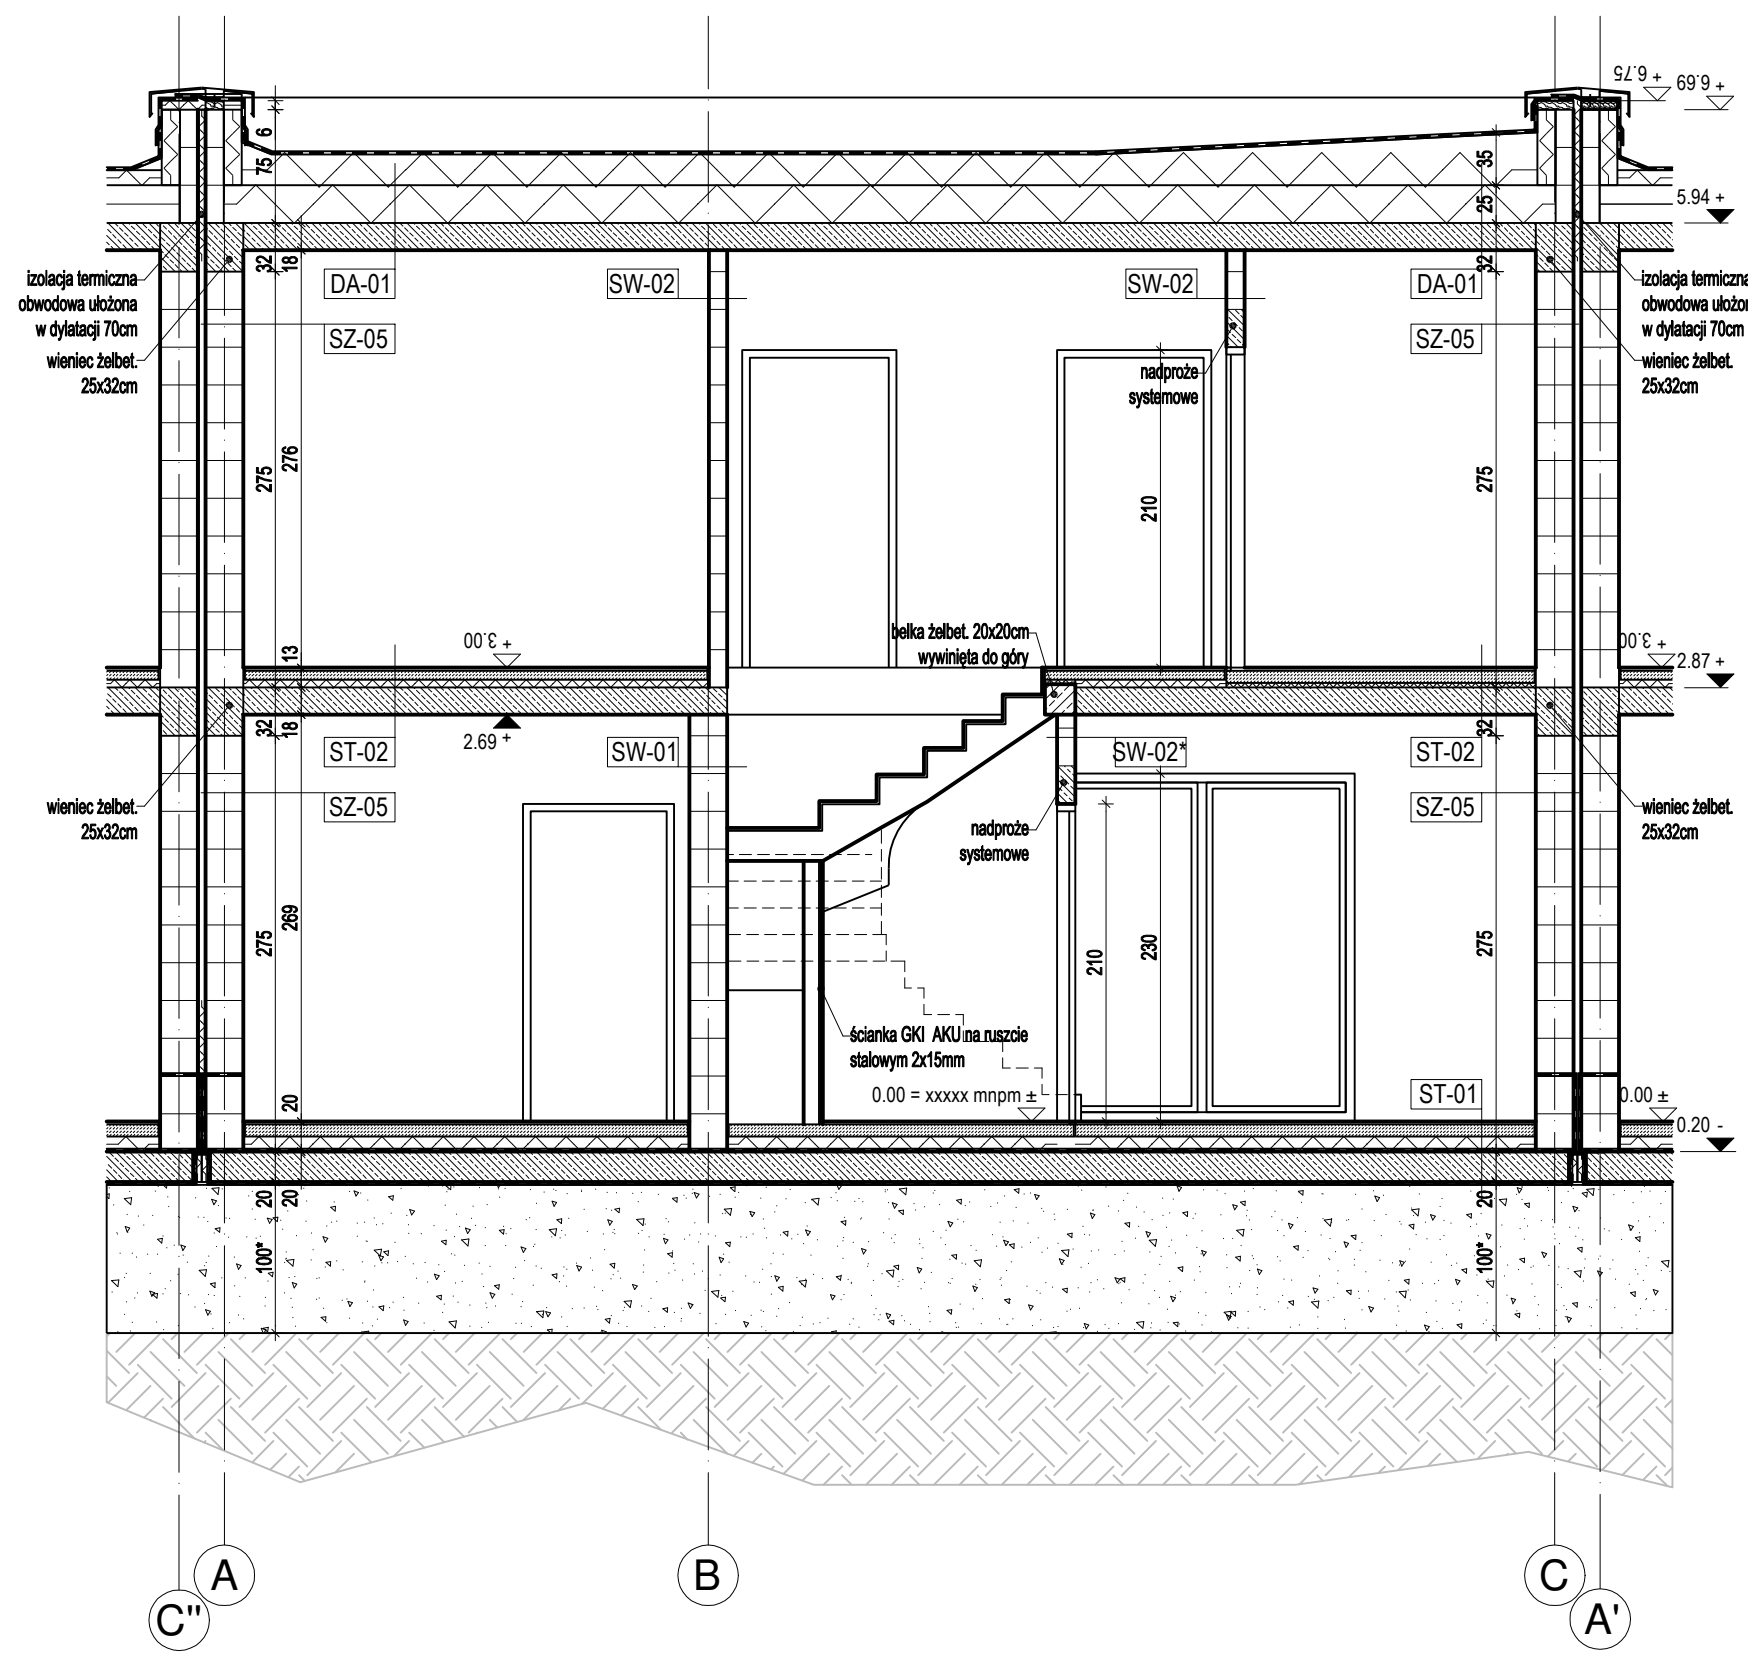 6.75 +
6.69 +
6
75
35
25
5.94 +
32
18
32
izolacja termiczna
obwodowa ułożona
w dylatacji 70cm
wieniec żelbet.
25x32cm
DA-01
SZ-05
SW-02
SW-02
DA-01
SZ-05
izolacja termiczna
obwodowa ułożon
w dylatacji 70cm
wieniec żelbet.
25x32cm
nadproże
systemowe
275
276
210
275
belka żelbet. 20x20cm
wywinięta do góry
3.00 +
13
3.00 +
2.87 +
32
18
2.69 +
32
ST-02
SZ-05
SW-01
SW-02*
ST-02
SZ-05
wieniec żelbet.
25x32cm
wieniec żelbet.
25x32cm
nadproże
systemowe
275
269
210
230
275
ścianka GKI AKU na ruszcie
stalowym 2x15mm
0.00 = xxxxx mnpm ±
20
ST-01
0.00 ±
0.20 -
20
20
20
100*
100*
A
B
C
C"
A'